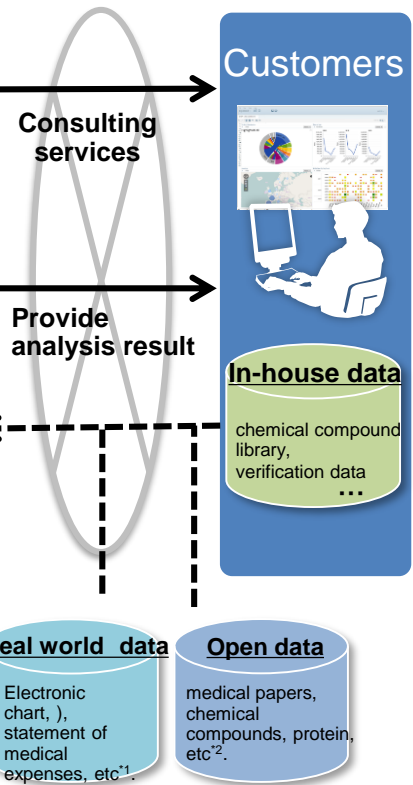 Customers
Consulting
services
Provide
analysis result
In-house data
chemical compound
library,
verification data
...
eal world data
Electronic
chart, ),
statement of
medical
expenses, etc*1.
Open data
medical papers,
chemical
compounds, protein,
etc*2.